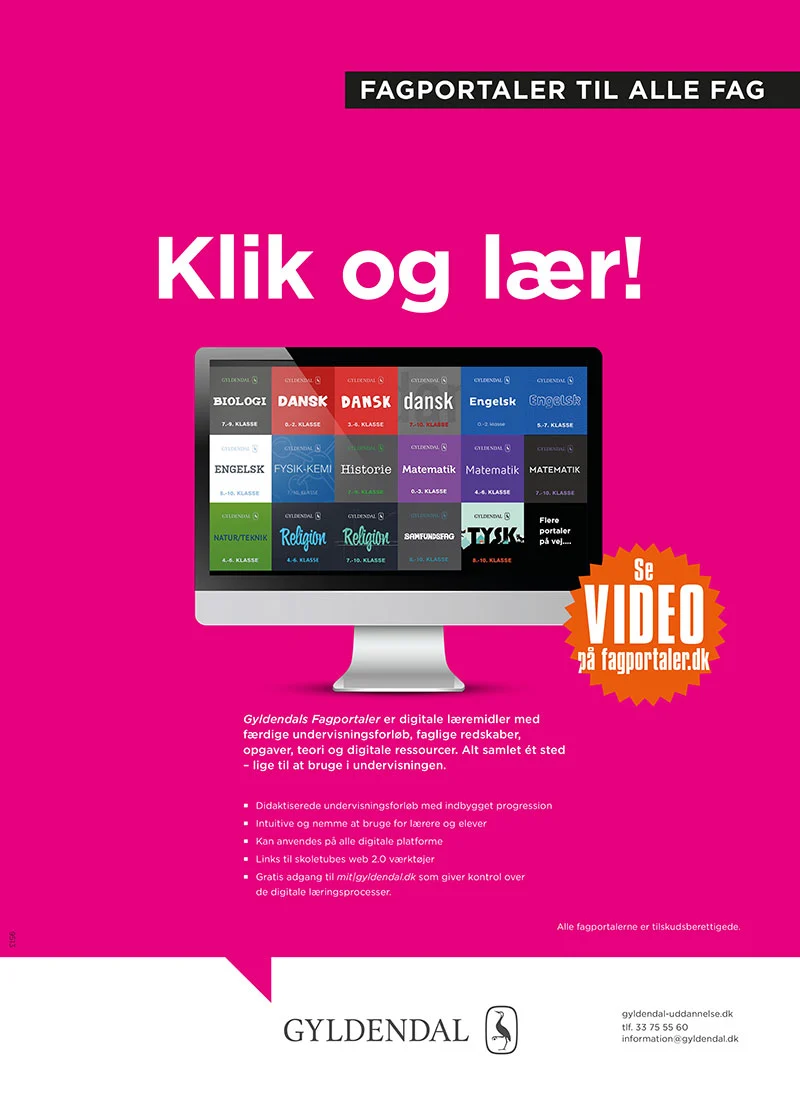 FAGPORTALER TIL ALLE FAG
Klik og lær!
GYLDENDAL GYLDENDAL GYLDENDAL GYLDENDAL GYLDENDAL GYLDENDAL
BIOLOGI DANSK DANSK dansk Engelsk Engelsk
7.-9. KLASSE 0.-2. KLASSE 3.-6. KLASSE 7.-10. KLASSE 0.-2. klasse 5.-7. KLASSE
GYLDENDAL GYLDENDAL GYLDENDAL GYLDENDAL GYLDENDAL GYLDENDAL
ENGELSK FYSIK-KEMI Historie Matematik Matematik MATEMATIK
KLASSE KLASSE KLASSE 0.-3. KLASSE 4.-6. KLASSE 7.-10. KLASSE
GYLDENDAL GYLDENDAL GYLDENDAL GYLDENDAL GYLDENDAL
NATUR/TEKNIK Religion Religion SAMFUNDSFAG TYSK
4.-6. KLASSE 4.-6. KLASSE 7.-10. KLASSE KLASSE KLASSE
Flere
portaler
på vej....
Se
VIDEO
på fagportaler.dk
Gyldendals Fagportaler er digitale læremidler med
færdige undervisningsforløb, faglige redskaber,
opgaver, teori og digitale ressourcer. Alt samlet ét sted
– lige til at bruge i undervisningen.
▪ Didaktiserede undervisningsforløb med indbygget progression
▪ Intuitive og nemme at bruge for lærere og elever
▪ Kan anvendes på alle digitale platforme
▪ Links til skoletubes web 2.0 værktøjer
▪ Gratis adgang til mit|gyldendal.dk som giver kontrol over
de digitale læringsprocesser.
Alle fagportalerne er tilskudsberettigede.
GYLDENDAL
gyldendal-uddannelse.dk
tlf. 33 75 55 60
information@gyldendal.dk